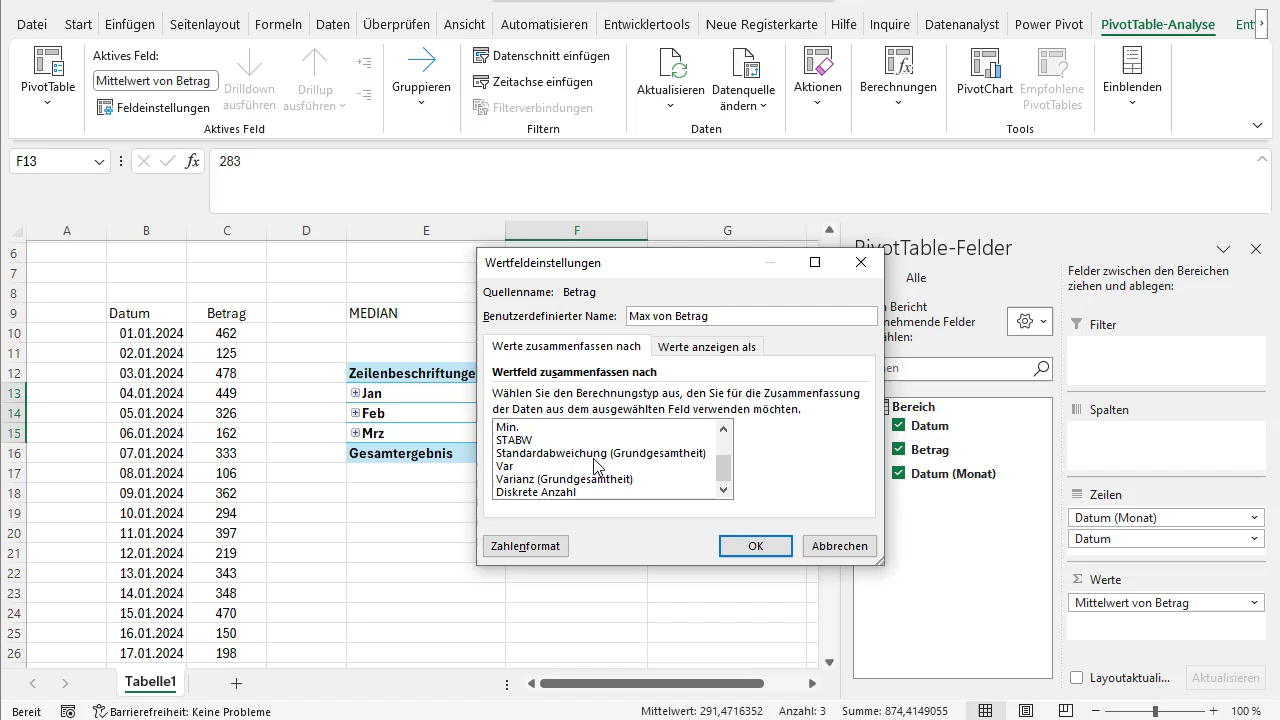 Datei Start Einfügen Seitenlayout Formeln Daten Überprüfen Ansicht Automatisieren Entwicklertools Neue Registerkarte Hilfe Inquire Datenanalyst Power Pivot PivotTable-Analyse
PivotTable
Aktives Feld:
Mittelwert von Betrag
Feldeinstellungen
Drilldown
ausführen
Drillup
ausführen
Aktives Feld
Gruppieren
Datenschnitt einfügen
Zeitachse einfügen
Filterverbindungen
Filtern
Aktualisieren
Datenquelle
ändern
Daten
Aktionen
Berechnungen
PivotChart
Empfohlene
PivotTables
Tools
Einblenden
F13
fx
283
A B C D E F G
6
7
8
9 Datum Betrag MEDIAN
10 01.01.2024 462
11 02.01.2024 125
12 03.01.2024 478 Zeilenbeschriftunge
13 04.01.2024 449 Jan
14 05.01.2024 326 Feb
15 06.01.2024 162 Mrz
16 07.01.2024 333 Gesamtergebnis
17 08.01.2024 106
18 09.01.2024 362
19 10.01.2024 294
20 11.01.2024 397
21 12.01.2024 219
22 13.01.2024 343
23 14.01.2024 348
24 15.01.2024 470
25 16.01.2024 150
26 17.01.2024 198
Wertfeldeinstellungen
Quellenname: Betrag
Benutzerdefinierter Name: Max von Betrag
Werte zusammenfassen nach Werte anzeigen als
Wertfeld zusammenfassen nach
Wählen Sie den Berechnungstyp aus, den Sie für die Zusammenfassung
der Daten aus dem ausgewählten Feld verwenden möchten.
Min.
STABW
Standardabweichung (Grundgesamtheit)
Var
Varianz (Grundgesamtheit)
Diskrete Anzahl
Zahlenformat OK Abbrechen
PivotTable-Felder
Alle
Bericht
nehmende Felder
Bereich
Datum
Betrag
Datum (Monat)
Felder zwischen den Bereichen
ziehen und ablegen:
Filter
Spalten
Zeilen
Datum (Monat)
Datum
Σ Werte
Mittelwert von Betrag
Layoutaktuali... Aktualisieren
Tabelle1
Bereit Barrierefreiheit: Keine Probleme Mittelwert: 291,4716352 Anzahl: 3 Summe: 874,4149055 100 %